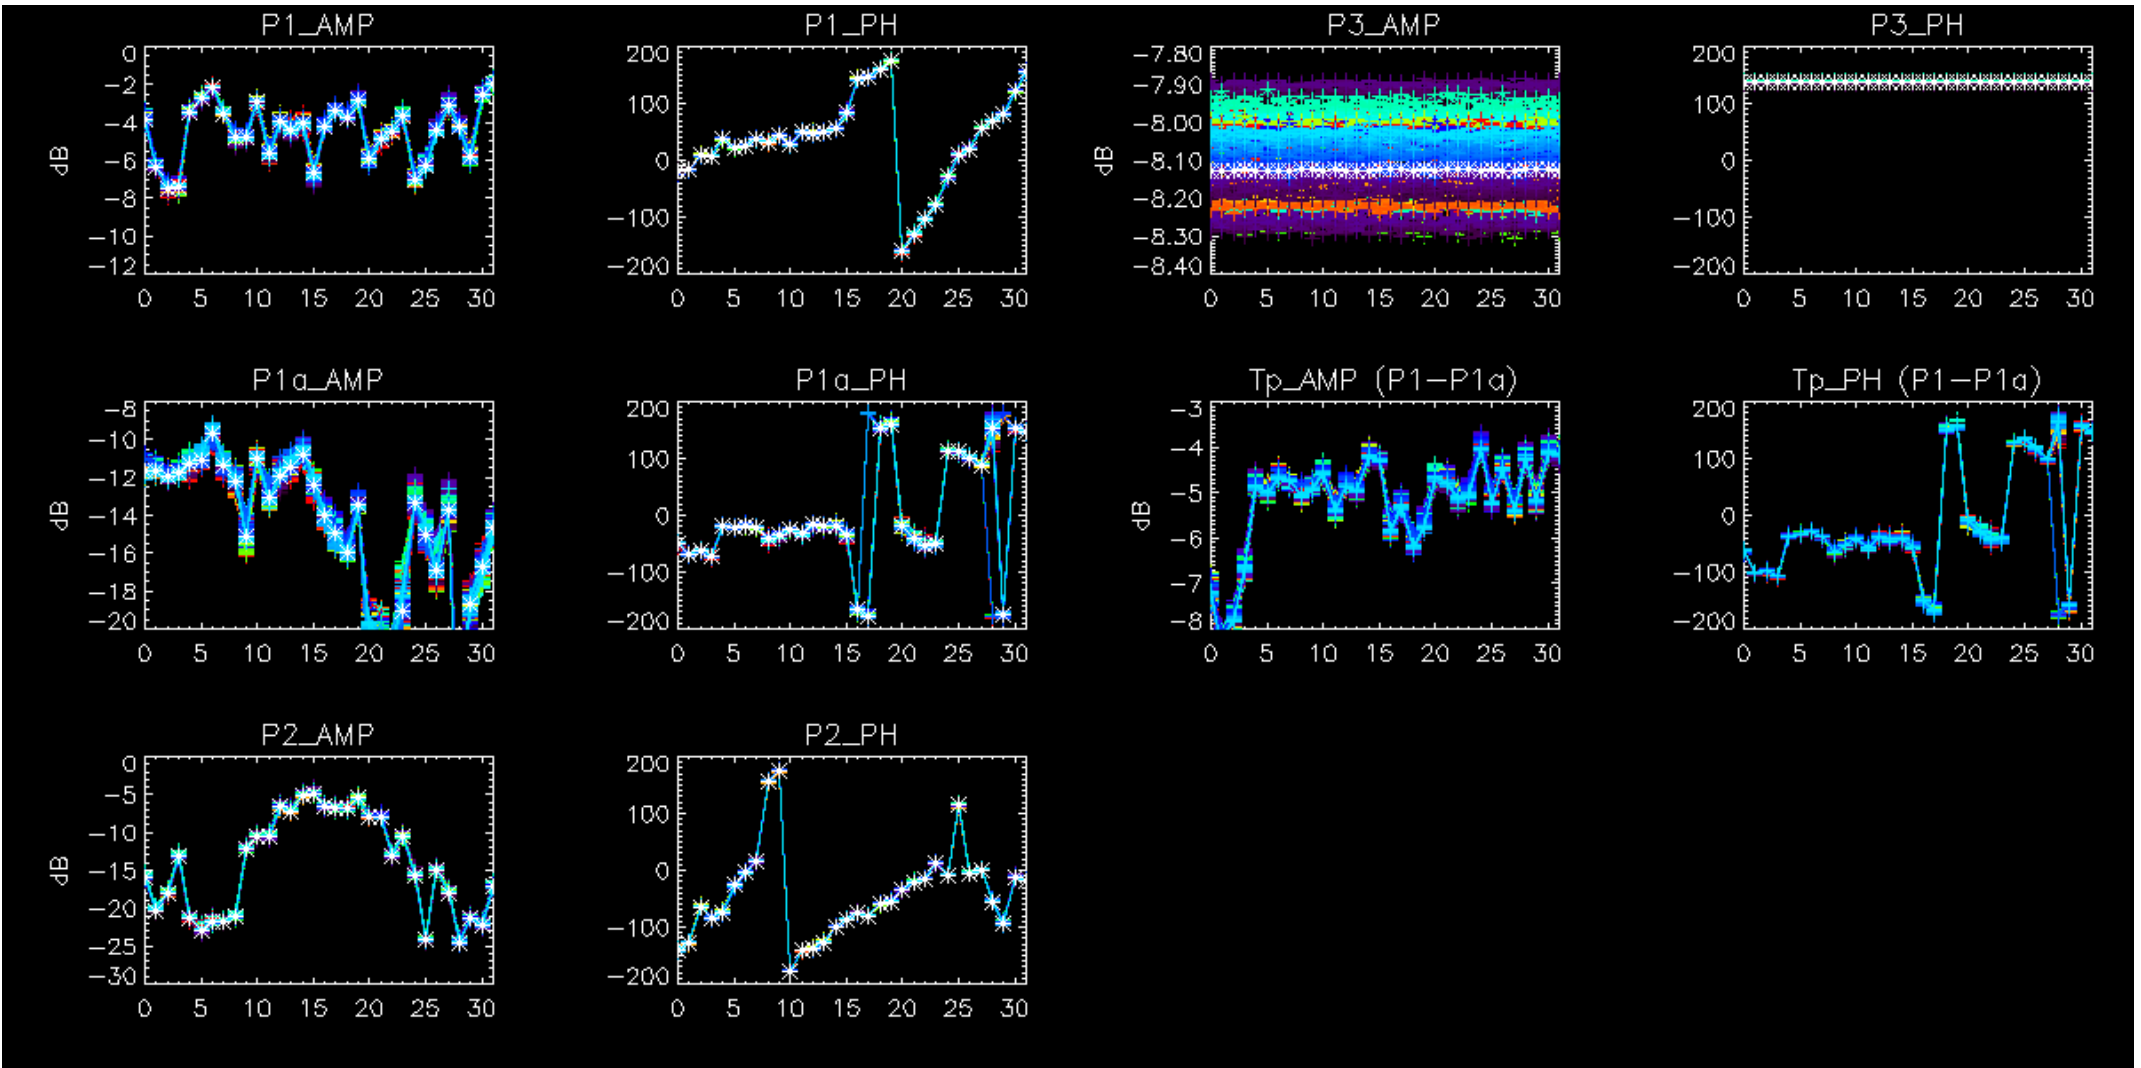 P1_AMP
0
−2
−4
−6
−8
−10
−12
dB
0 5 10 15 20 25 30
P1_PH
200
100
0
−100
−200
0 5 10 15 20 25 30
P3_AMP
−7.80
−7.90
−8.00
−8.10
−8.20
−8.30
−8.40
dB
0 5 10 15 20 25 30
P3_PH
200
100
0
−100
−200
0 5 10 15 20 25 30
P1a_AMP
−8
−10
−12
−14
−16
−18
−20
dB
0 5 10 15 20 25 30
P1a_PH
200
100
0
−100
−200
0 5 10 15 20 25 30
Tp_AMP (P1−P1a)
−3
−4
−5
−6
−7
−8
dB
0 5 10 15 20 25 30
Tp_PH (P1−P1a)
200
100
0
−100
−200
0 5 10 15 20 25 30
P2_AMP
0
−5
−10
−15
−20
−25
−30
dB
0 5 10 15 20 25 30
P2_PH
200
100
0
−100
−200
0 5 10 15 20 25 30